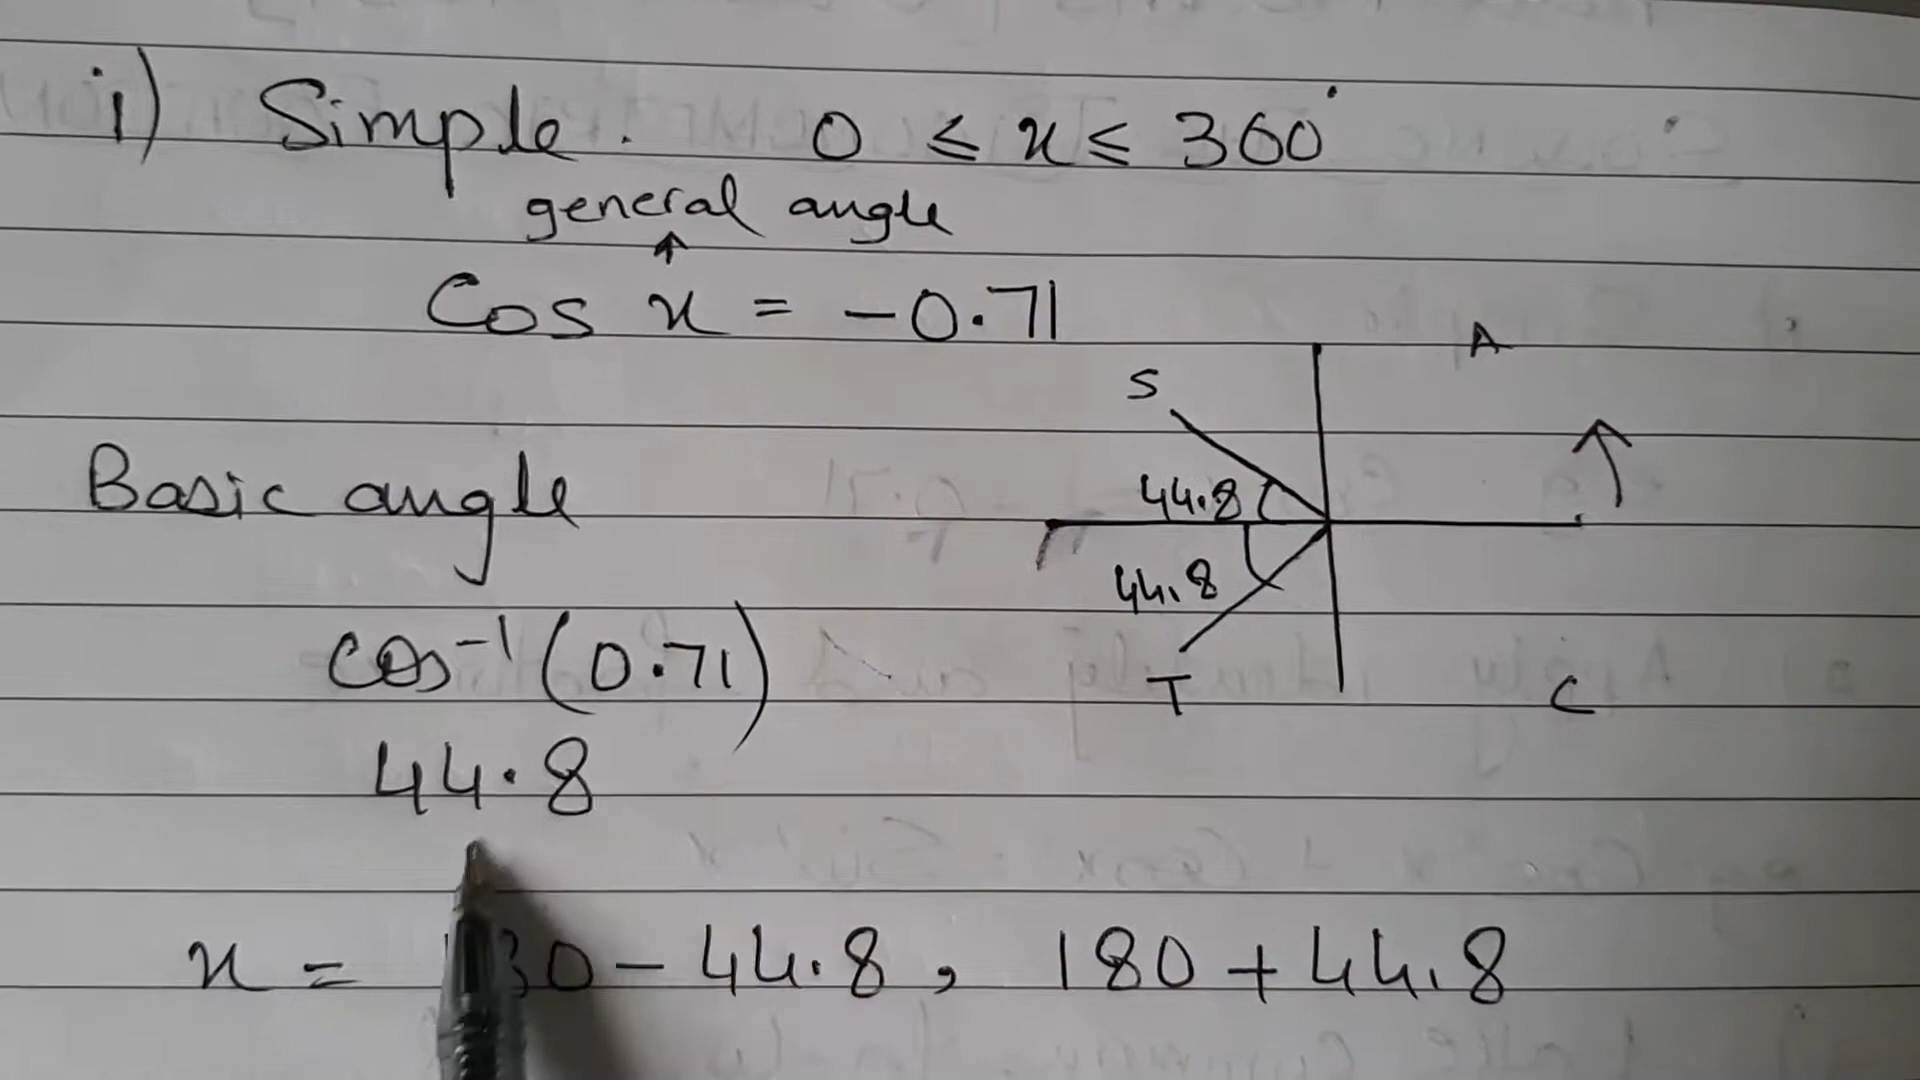 i) Simple. 0 ≤ x ≤ 360°
general angle
↑
Cos x = -0.71
A
S
Basic angle
44.8
44.8
cos⁻¹(0.71)
T
C
44.8
x = 180 - 44.8, 180 + 44.8